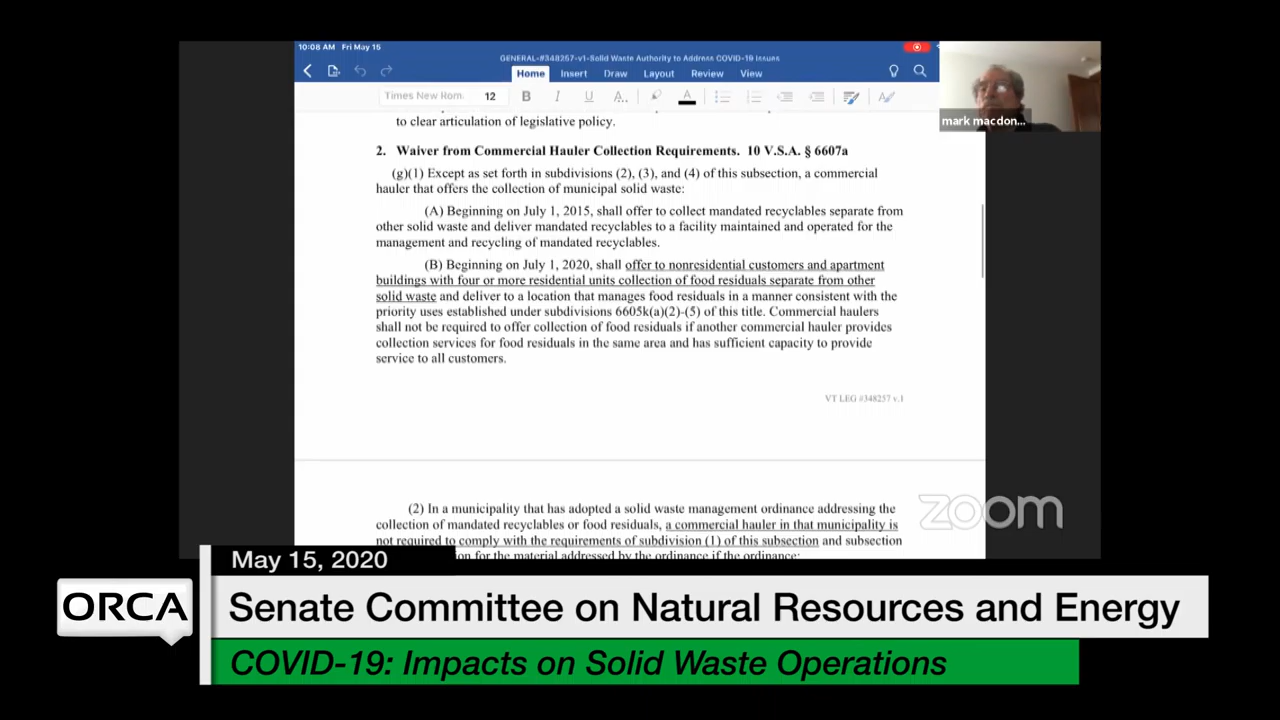 10:08 AM Fri May 15
GENERAL-#348257-v1-Solid Waste Authority to Address COVID-19 Issues
Home Insert Draw Layout Review View
Times New Rom 12 B I U A.. A
mark macdon...
to clear articulation of legislative policy.
2. Waiver from Commercial Hauler Collection Requirements. 10 V.S.A. § 6607a
(g)(1) Except as set forth in subdivisions (2), (3), and (4) of this subsection, a commercial
hauler that offers the collection of municipal solid waste:
(A) Beginning on July 1, 2015, shall offer to collect mandated recyclables separate from
other solid waste and deliver mandated recyclables to a facility maintained and operated for the
management and recycling of mandated recyclables.
(B) Beginning on July 1, 2020, shall offer to nonresidential customers and apartment
buildings with four or more residential units collection of food residuals separate from other
solid waste and deliver to a location that manages food residuals in a manner consistent with the
priority uses established under subdivisions 6605k(a)(2)-(5) of this title. Commercial haulers
shall not be required to offer collection of food residuals if another commercial hauler provides
collection services for food residuals in the same area and has sufficient capacity to provide
service to all customers.
VT LEG #348257 v.1
(2) In a municipality that has adopted a solid waste management ordinance addressing the
collection of mandated recyclables or food residuals, a commercial hauler in that municipality is
not required to comply with the requirements of subdivision (1) of this subsection and subsection
for the material addressed by the ordinance if the ordinance:
zoom
May 15, 2020
ORCA
Senate Committee on Natural Resources and Energy
COVID-19: Impacts on Solid Waste Operations